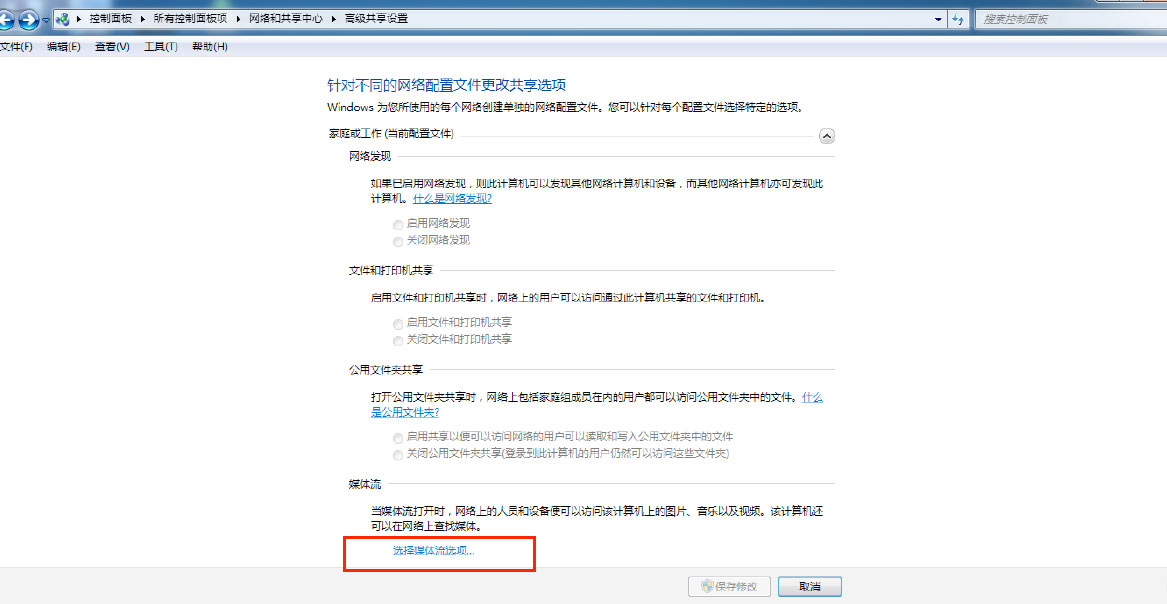 控制面板 ▸ 所有控制面板项 ▸ 网络和共享中心 ▸ 高级共享设置
搜索控制面板
文件(F) 编辑(E) 查看(V) 工具(T) 帮助(H)
针对不同的网络配置文件更改共享选项
Windows 为您所使用的每个网络创建单独的网络配置文件。您可以针对每个配置文件选择特定的选项。
家庭或工作 (当前配置文件)
网络发现
如果已启用网络发现，则此计算机可以发现其他网络计算机和设备，而其他网络计算机亦可发现此
计算机。什么是网络发现?
启用网络发现
关闭网络发现
文件和打印机共享
启用文件和打印机共享时，网络上的用户可以访问通过此计算机共享的文件和打印机。
启用文件和打印机共享
关闭文件和打印机共享
公用文件夹共享
打开公用文件夹共享时，网络上包括家庭组成员在内的用户都可以访问公用文件夹中的文件。什么
是公用文件夹?
启用共享以便可以访问网络的用户可以读取和写入公用文件夹中的文件
关闭公用文件夹共享(登录到此计算机的用户仍然可以访问这些文件夹)
媒体流
当媒体流打开时，网络上的人员和设备便可以访问该计算机上的图片、音乐以及视频。该计算机还
可以在网络上查找媒体。
选择媒体流选项...
保存修改 取消